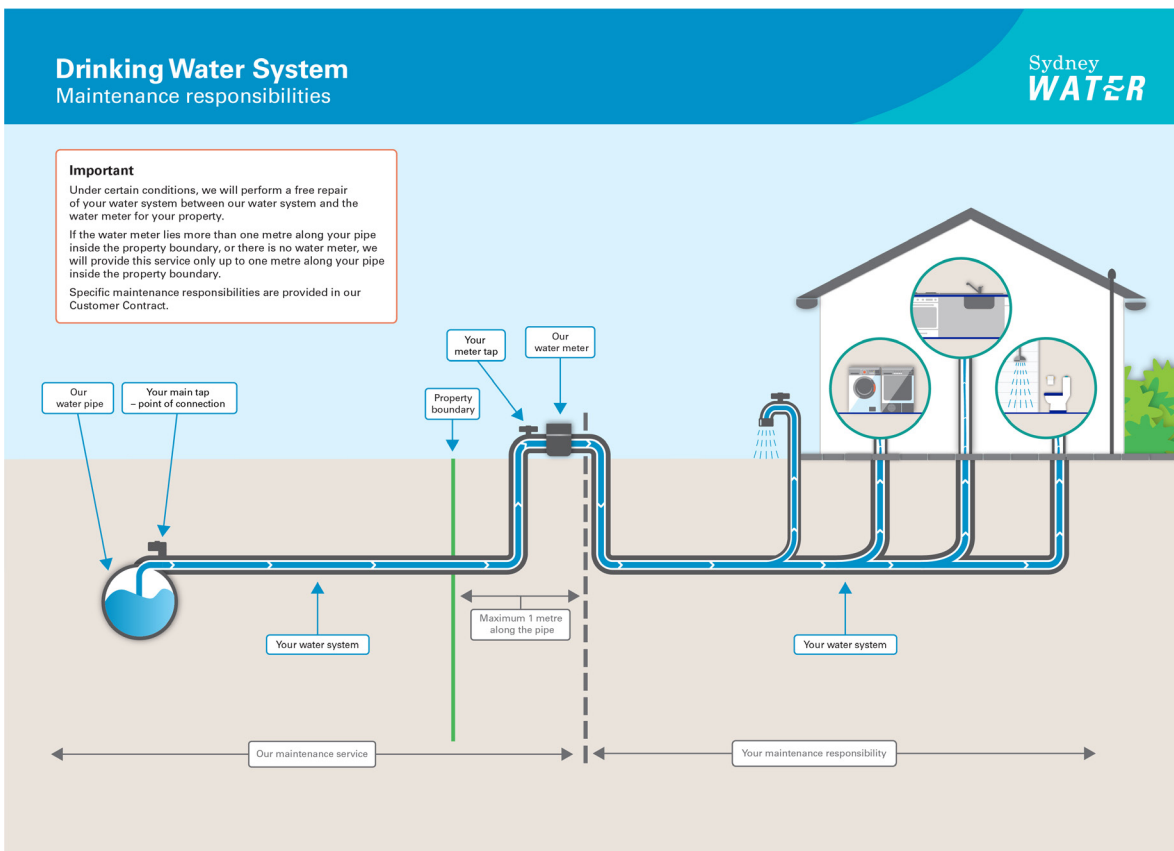 Drinking Water System
Maintenance responsibilities
Sydney
WATER
Important
Under certain conditions, we will perform a free repair
of your water system between our water system and the
water meter for your property.
If the water meter lies more than one metre along your pipe
inside the property boundary, or there is no water meter, we
will provide this service only up to one metre along your pipe
inside the property boundary.
Specific maintenance responsibilities are provided in our
Customer Contract.
Our
water pipe
Your main tap
– point of connection
Property
boundary
Your
meter tap
Our
water meter
Maximum 1 metre
along the pipe
Your water system
Your water system
Our maintenance service
Your maintenance responsibility